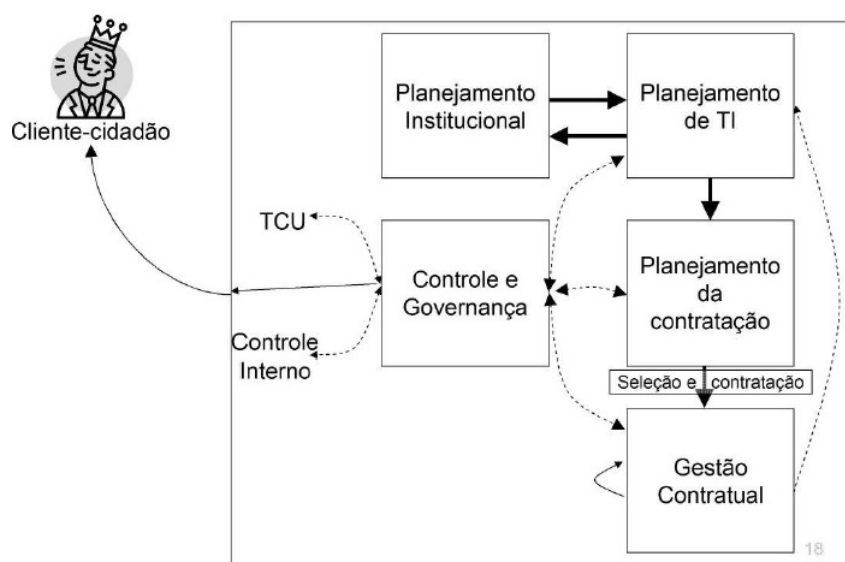 Cliente-cidadão
Planejamento
Institucional
Planejamento
de TI
TCU
Controle e
Governança
Planejamento
da
contratação
Controle
Interno
Seleção e contratação
Gestão
Contratual
18